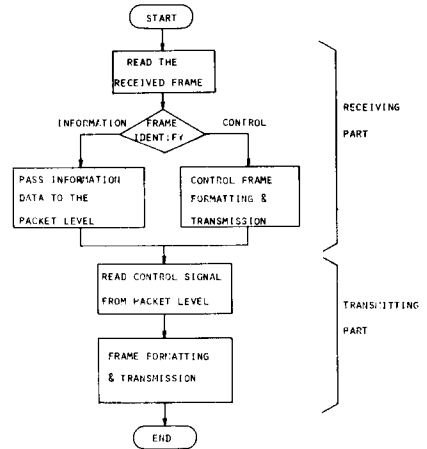 START
READ THE
RECEIVED FRAME
INFORMATION
FRAME
IDENTIFY
CONTROL
RECEIVING
PART
PASS INFORMATION
DATA TO THE
PACKET LEVEL
CONTROL FRAME
FORMATTING &
TRANSMISSION
READ CONTROL SIGNAL
FROM PACKET LEVEL
TRANSMITTING
PART
FRAME FORMATTING
& TRANSMISSION
END